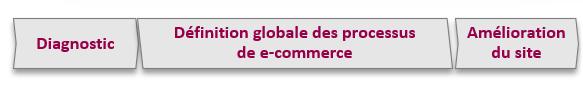 Diagnostic
Définition globale des processus
de e-commerce
Amélioration
du site